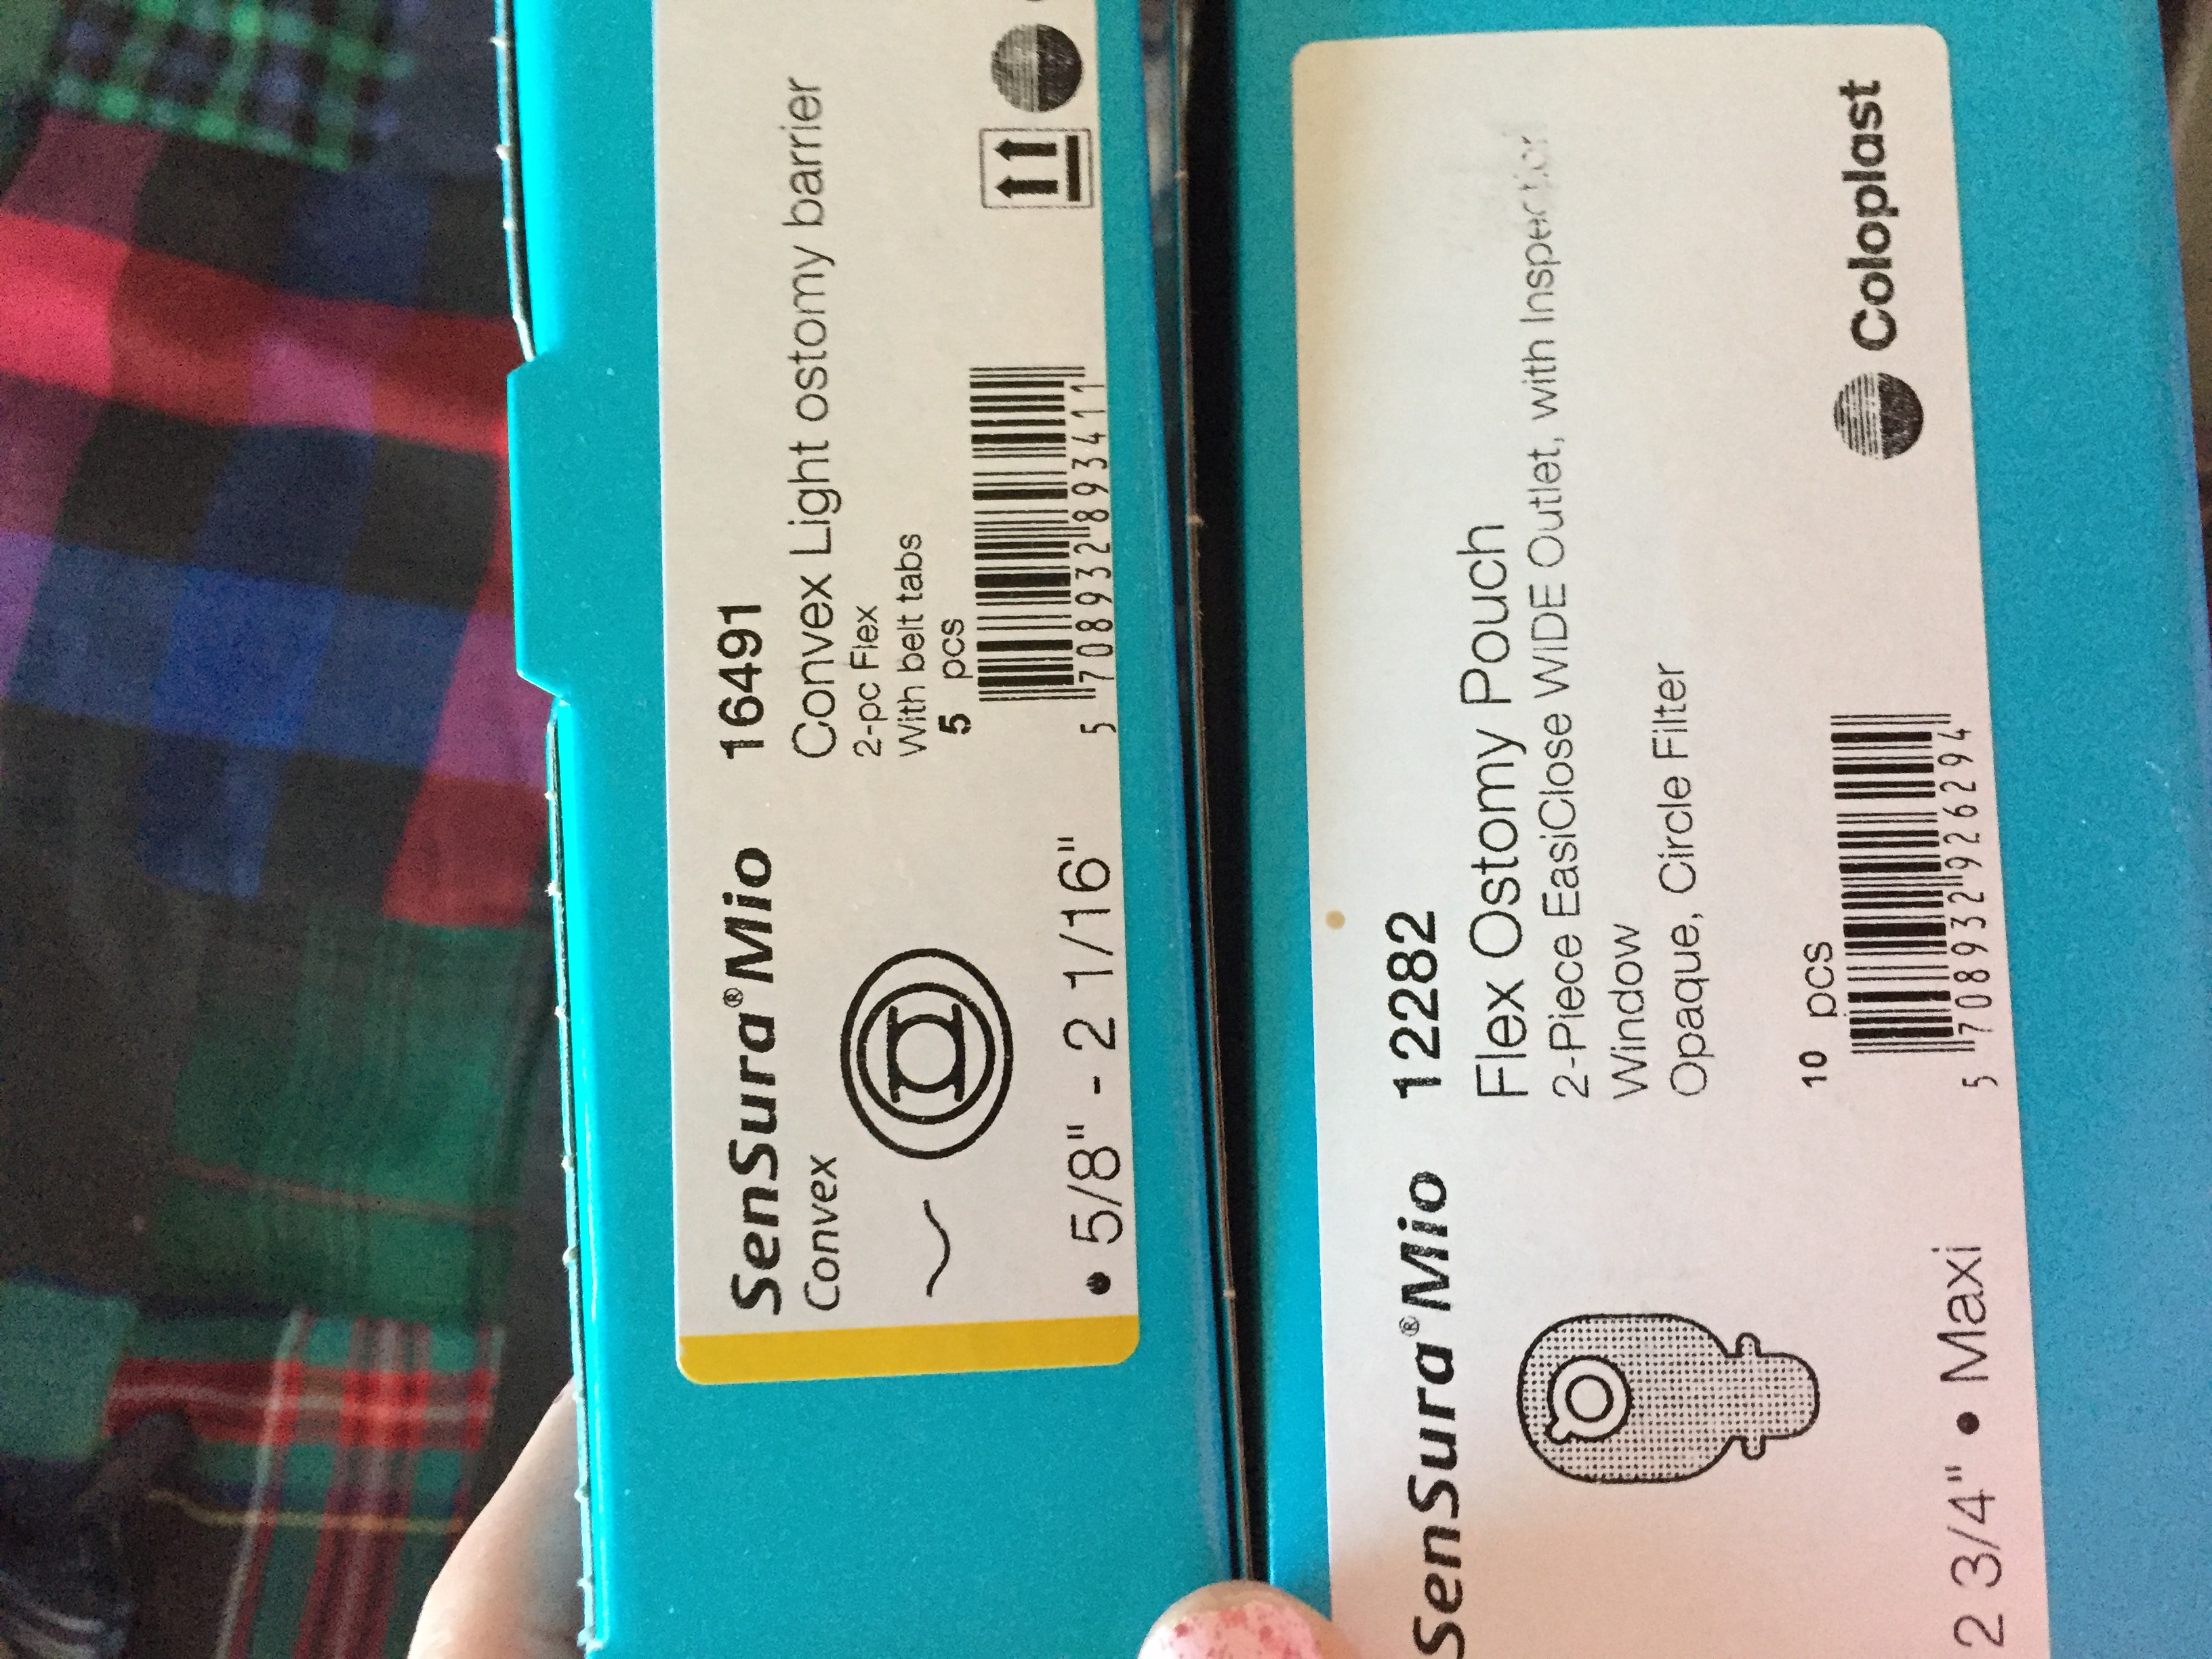 SenSura®Mio
Convex
16491
Convex Light ostomy barrier
2-pc Flex
With belt tabs
5 pcs
5 708932 893411
• 5/8" - 2 1/16"
SenSura®Mio
12282
Flex Ostomy Pouch
2-Piece EasiClose WIDE Outlet, with Inspection
Window
Opaque, Circle Filter
10 pcs
5 708932 926294
2 3/4" • Maxi
Coloplast